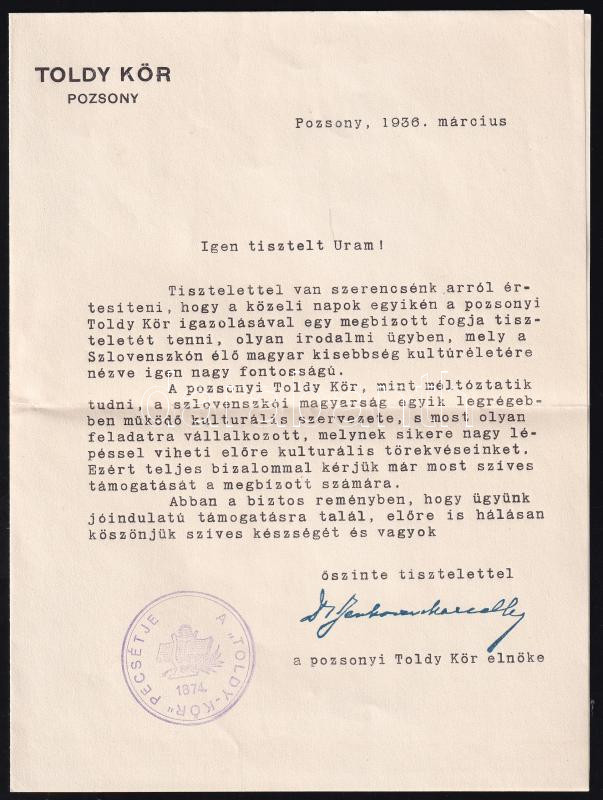 TOLDY KÖR
POZSONY
Pozsony, 1936. március
Igen tisztelt Uram!
Tisztelettel van szerencsénk arról ér-
tesiteni, hogy a közeli napok egyikén a pozsonyi
Toldy Kör igazolásával egy megbizott fogja tisz-
teletét tenni, olyan irodalmi ügyben, mely a
Szlovenszkón élő magyar kisebbség kultúréletére
nézve igen nagy fontosságú.
A pozsonyi Toldy Kör, mint méltóztatik
tudni, a szlovenszkói magyarság egyik legrégeb-
ben működő kulturális szervezete, s most olyan
feladatra vállalkozott, melynek sikere nagy lé-
péssel viheti előre kulturális törekvéseinket.
Ezért teljes bizalommal kérjük már most szives
támogatását a megbizott számára.
Abban a biztos reményben, hogy ügyünk
jóindulatú támogatásra talál, előre is hálásan
köszönjük szives készségét és vagyok
őszinte tisztelettel
Dr
a pozsonyi Toldy Kör elnöke
A „TOLDY-KÖR" PECSÉTJE
1874.